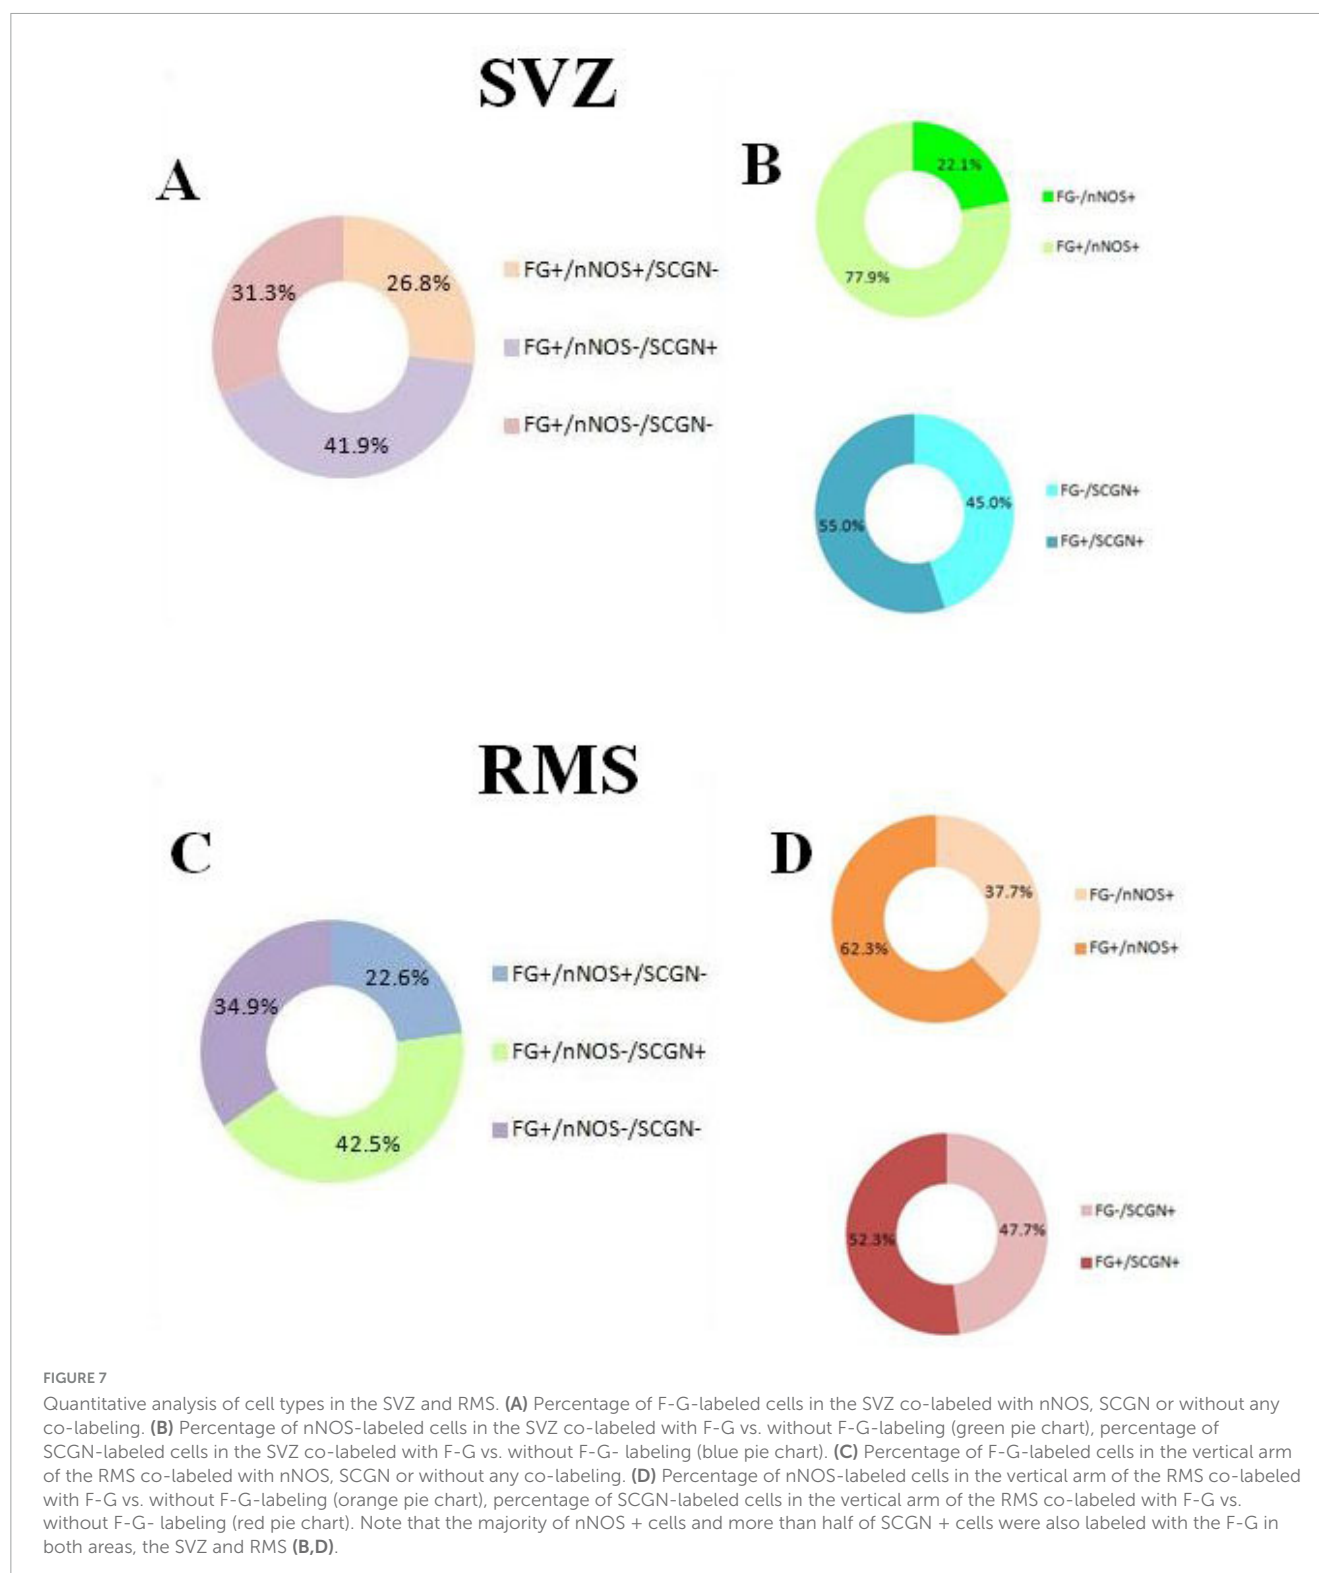 SVZ
A
26.8%
41.9%
31.3%
FG+/nNOS+/SCGN-
FG+/nNOS-/SCGN+
FG+/nNOS-/SCGN-
B
22.1%
77.9%
FG-/nNOS+
FG+/nNOS+
45.0%
55.0%
FG-/SCGN+
FG+/SCGN+
RMS
C
22.6%
42.5%
34.9%
FG+/nNOS+/SCGN-
FG+/nNOS-/SCGN+
FG+/nNOS-/SCGN-
D
37.7%
62.3%
FG-/nNOS+
FG+/nNOS+
47.7%
52.3%
FG-/SCGN+
FG+/SCGN+
FIGURE 7
Quantitative analysis of cell types in the SVZ and RMS. (A) Percentage of F-G-labeled cells in the SVZ co-labeled with nNOS, SCGN or without any
co-labeling. (B) Percentage of nNOS-labeled cells in the SVZ co-labeled with F-G vs. without F-G-labeling (green pie chart), percentage of
SCGN-labeled cells in the SVZ co-labeled with F-G vs. without F-G- labeling (blue pie chart). (C) Percentage of F-G-labeled cells in the vertical arm
of the RMS co-labeled with nNOS, SCGN or without any co-labeling. (D) Percentage of nNOS-labeled cells in the vertical arm of the RMS co-labeled
with F-G vs. without F-G-labeling (orange pie chart), percentage of SCGN-labeled cells in the vertical arm of the RMS co-labeled with F-G vs.
without F-G- labeling (red pie chart). Note that the majority of nNOS + cells and more than half of SCGN + cells were also labeled with the F-G in
both areas, the SVZ and RMS (B,D).